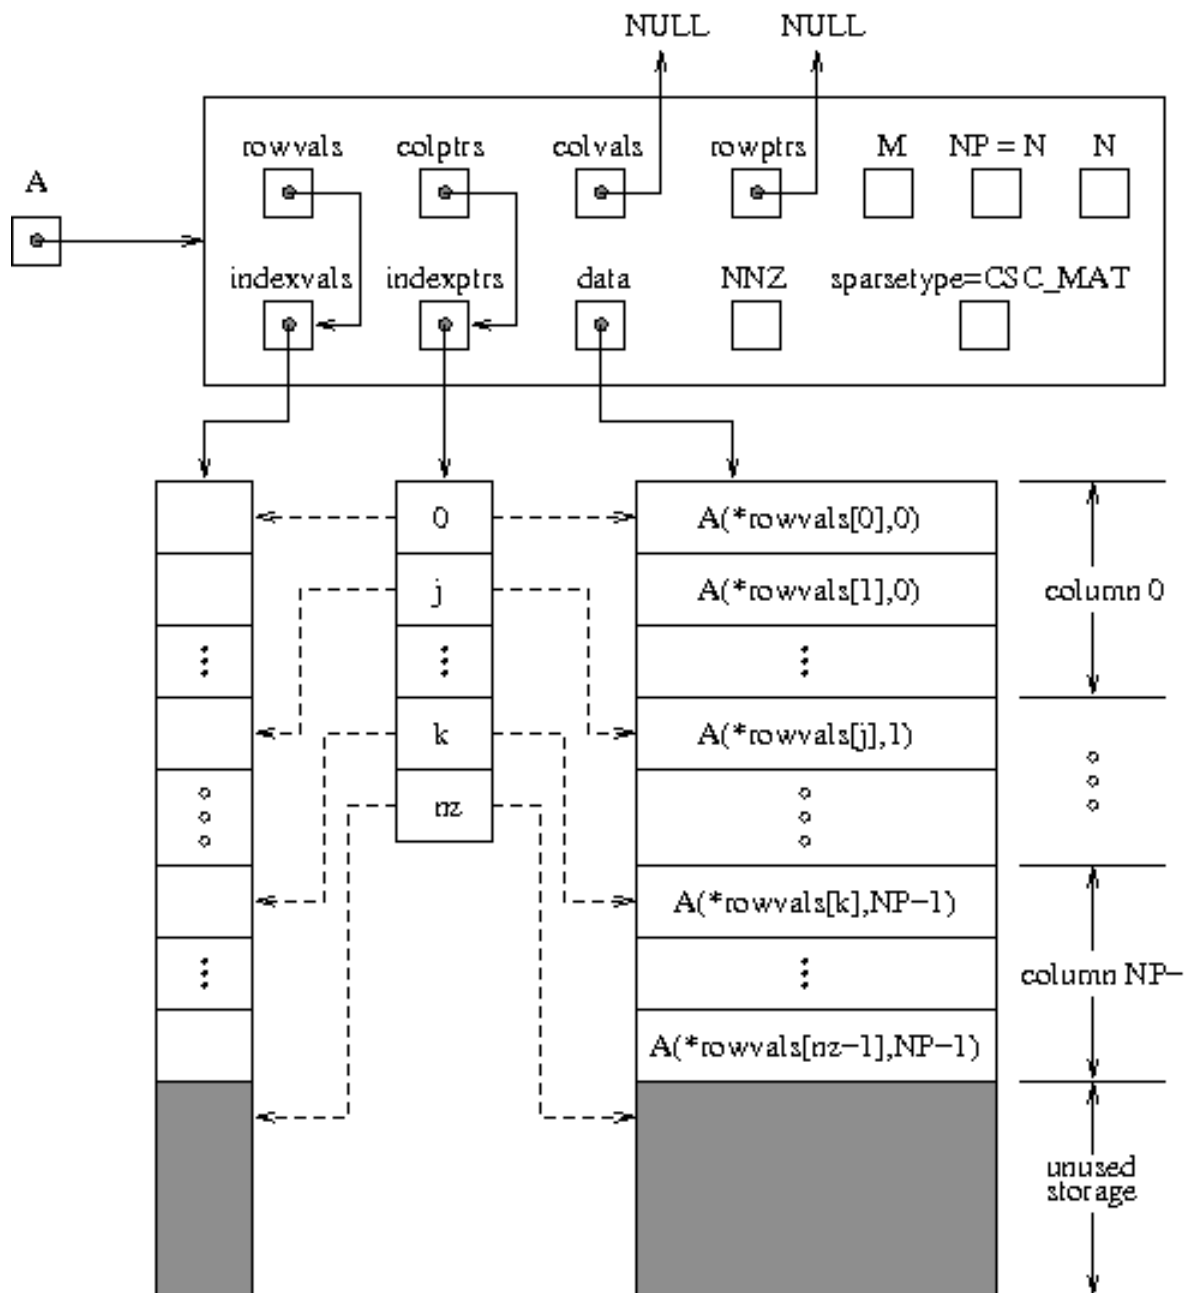 NULL NULL
rowvals colptrs colvals rowptrs M NP = N N
A
indexvals indexptrs data NNZ sparsetype=CSC_MAT
0 A(*rowvals[0],0)
j A(*rowvals[1],0) column 0
k A(*rowvals[j],1)
nz
A(*rowvals[k],NP−1)
column NP−
A(*rowvals[nz−1],NP−1)
unused
storage